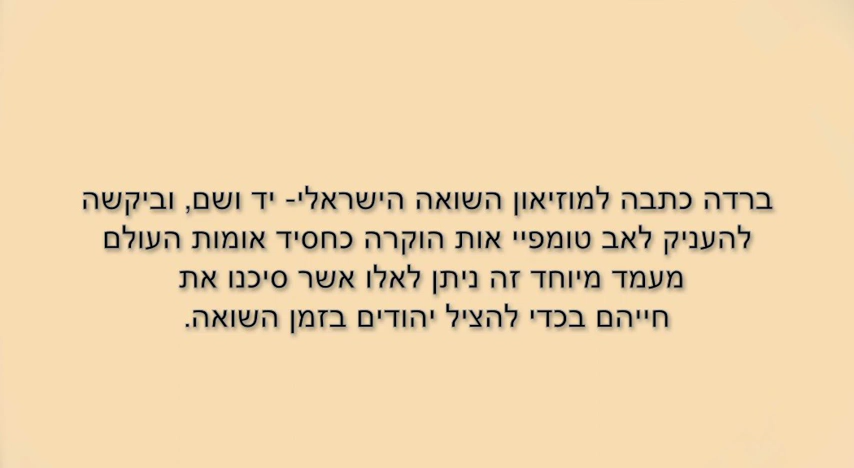 ברדה כתבה למוזיאון השואה הישראלי- יד ושם, וביקשה
להעניק לאב טומפיי אות הוקרה כחסיד אומות העולם
מעמד מיוחד זה ניתן לאלו אשר סיכנו את
חייהם בכדי להציל יהודים בזמן השואה.